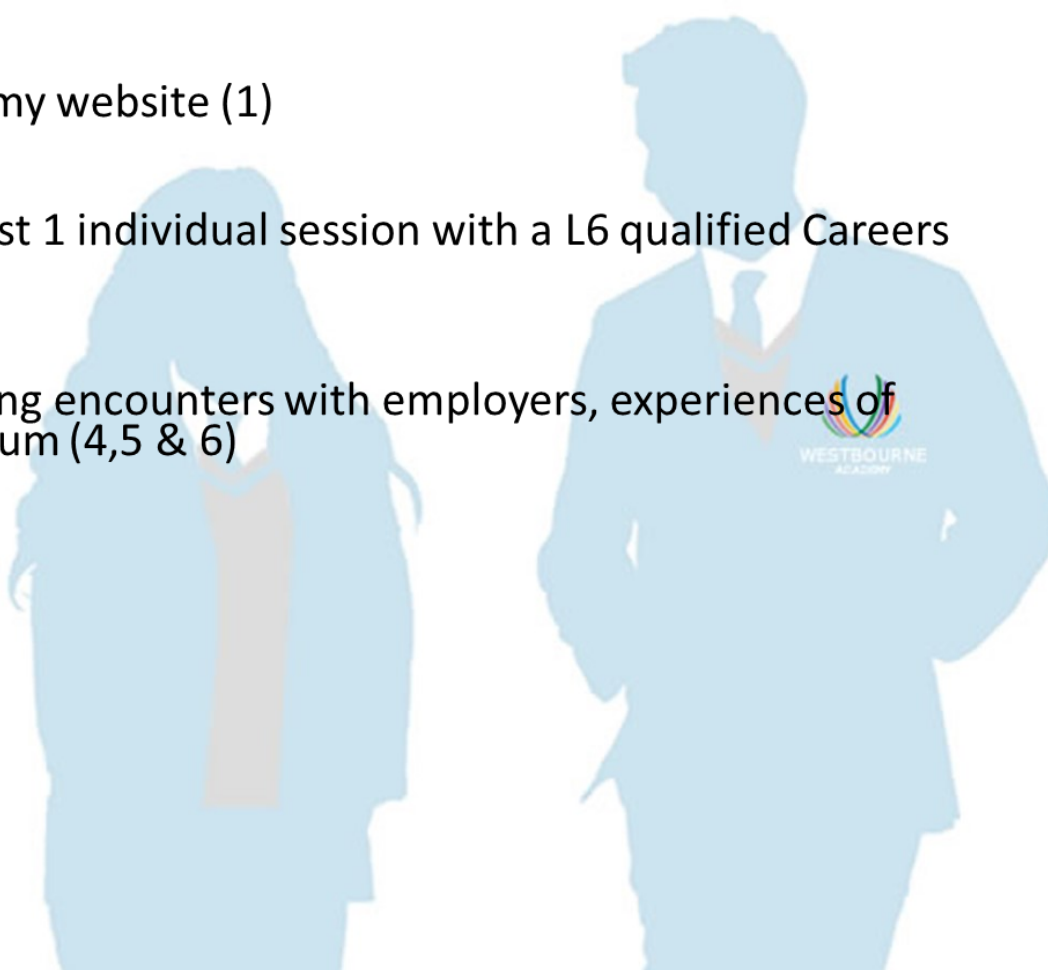 my website (1)
st 1 individual session with a L6 qualified Careers
ng encounters with employers, experiences of
um (4,5 & 6)
WESTBOURNE
ACADEMY